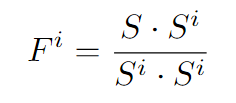 $F^i = \frac{S \cdot S^i}{S^i \cdot S^i}$